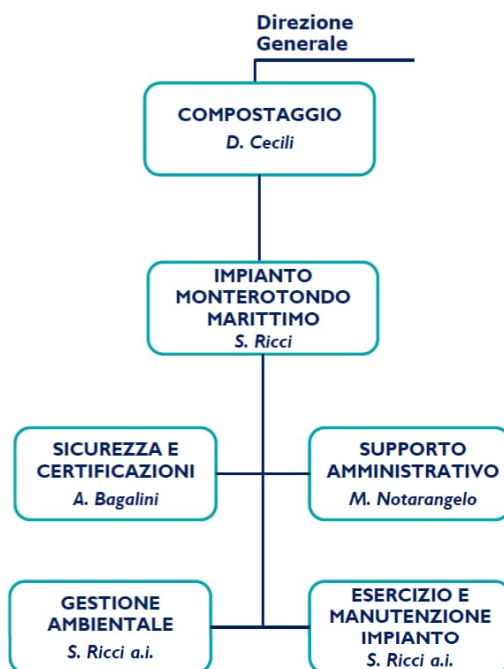 Direzione
Generale
COMPOSTAGGIO
D. Cecili
IMPIANTO
MONTEROTONDO
MARITTIMO
S. Ricci
SICUREZZA E
CERTIFICAZIONI
A. Bagalini
SUPPORTO
AMMINISTRATIVO
M. Notarangelo
GESTIONE
AMBIENTALE
S. Ricci a.i.
ESERCIZIO E
MANUTENZIONE
IMPIANTO
S. Ricci a.i.